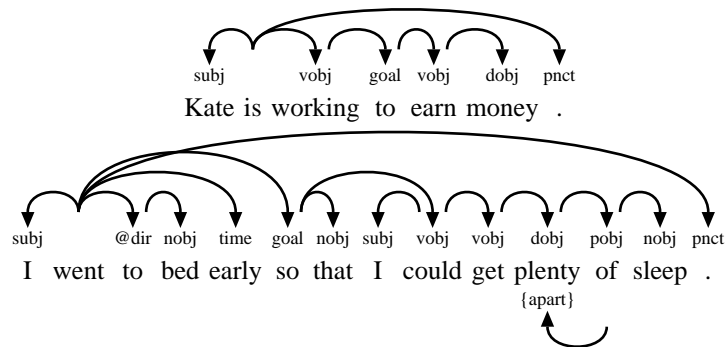 subj vobj goal vobj dobj pnct
Kate is working to earn money .
subj @dir nobj time goal nobj subj vobj vobj dobj pobj nobj pnct
I went to bed early so that I could get plenty of sleep .
{apart}